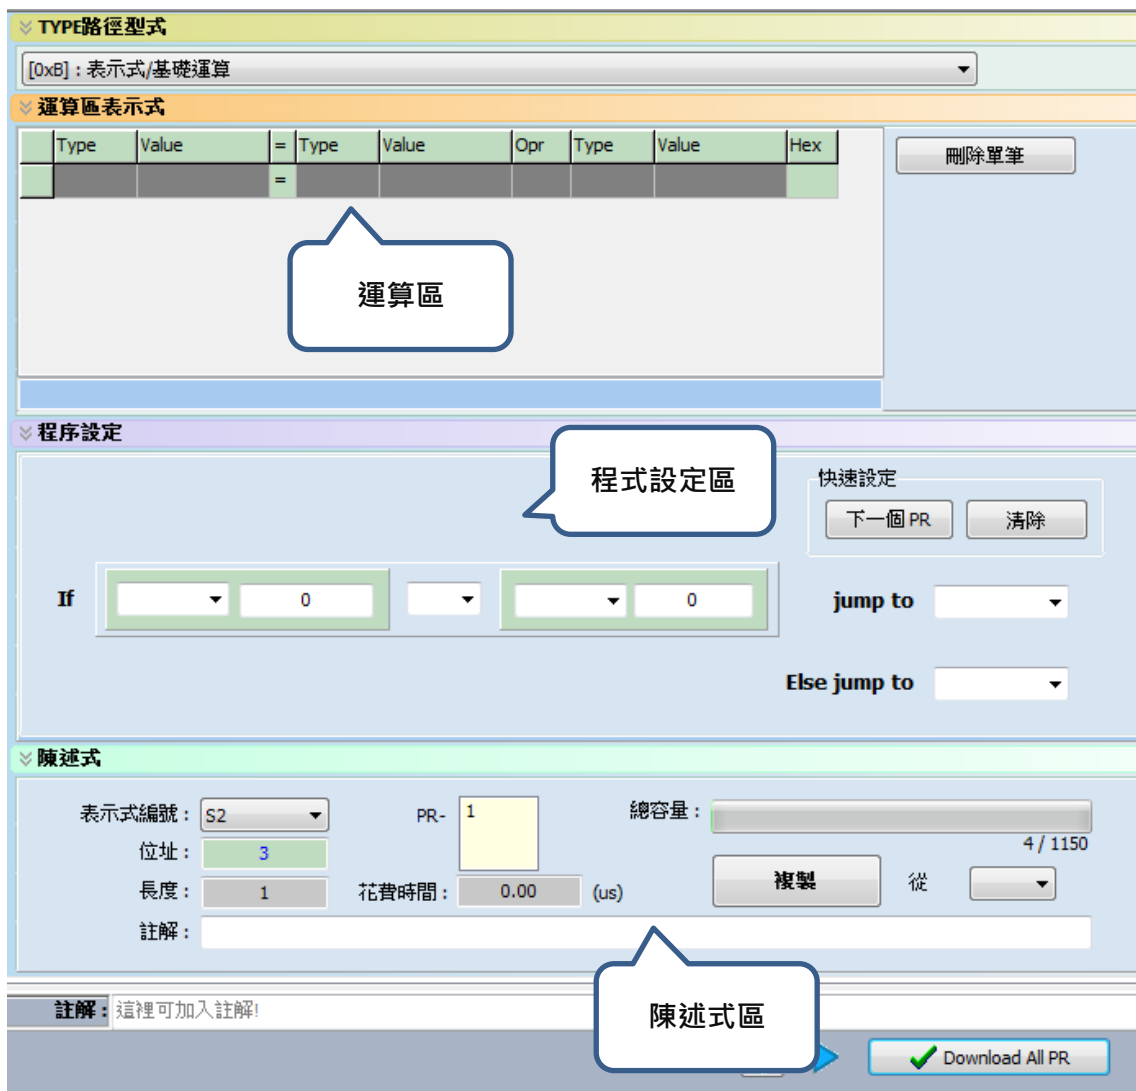 TYPE路徑型式
[0xB] : 表示式/基礎運算
運算區表示式
Type Value = Type Value Opr Type Value Hex
=
刪除單筆
運算區
程序設定
程式設定區
快速設定
下一個 PR 清除
If 0 0 jump to
Else jump to
陳述式
表示式編號 : S2 PR- 1 總容量 :
位址 : 3 4 / 1150
長度 : 1 花費時間 : 0.00 (us) 複製 從
註解 :
陳述式區
註解 : 這裡可加入註解!
Download All PR